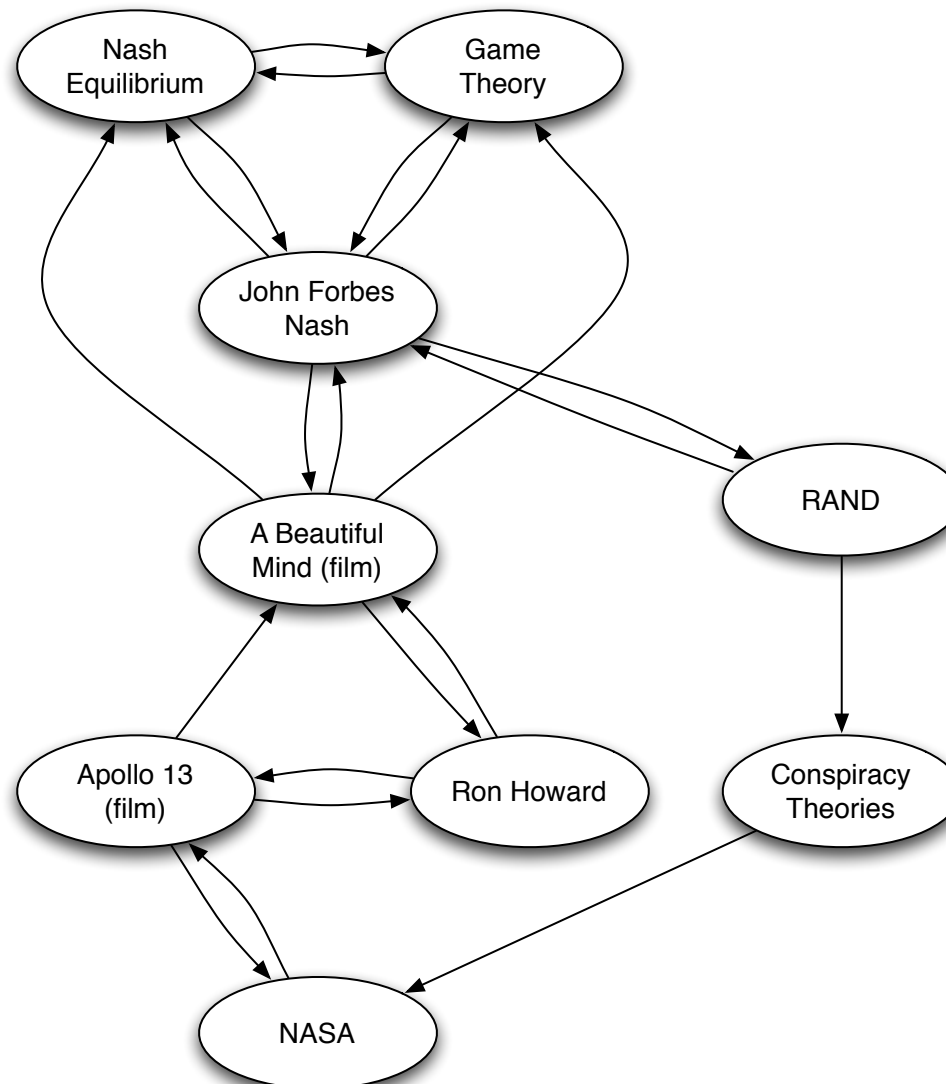 Nash
Equilibrium
Game
Theory
John Forbes
Nash
RAND
A Beautiful
Mind (film)
Apollo 13
(film)
Ron Howard
Conspiracy
Theories
NASA